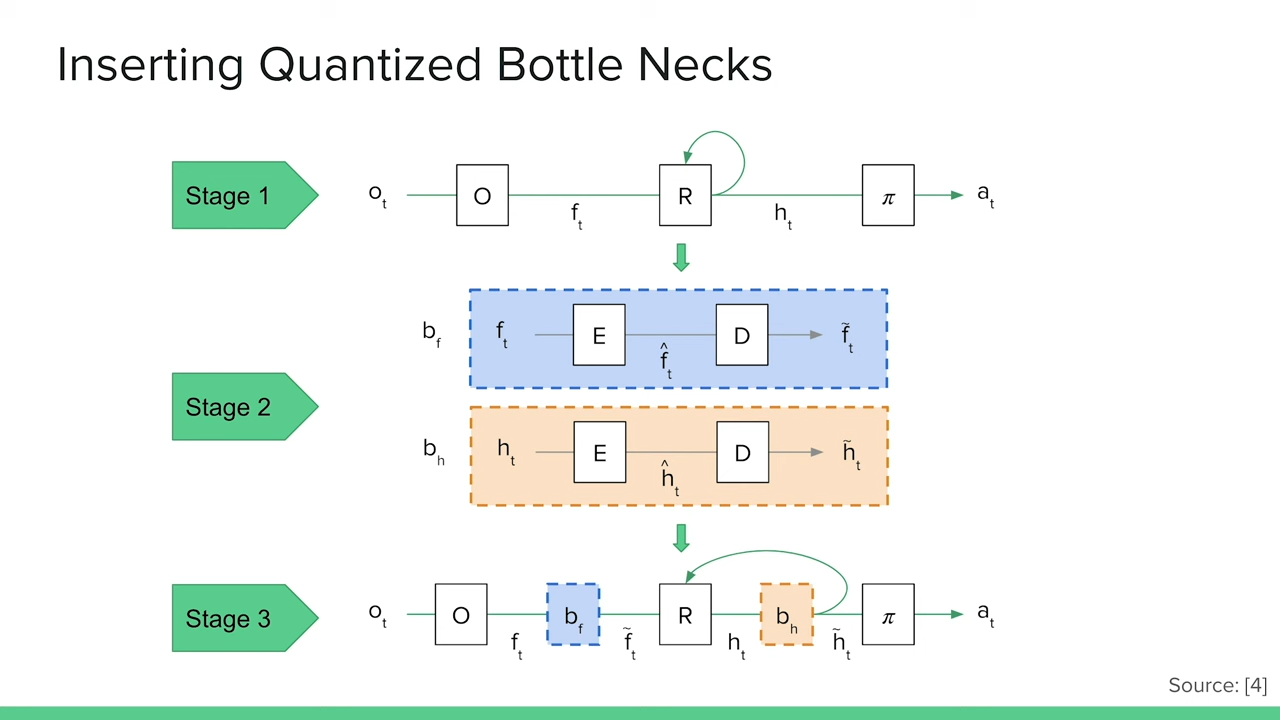 Inserting Quantized Bottle Necks
Stage 1
oₜ O fₜ R hₜ π aₜ
b_f fₜ E f̂ₜ D f̃ₜ
Stage 2
b_h hₜ E ĥₜ D h̃ₜ
Stage 3
oₜ O fₜ b_f f̃ₜ R hₜ b_h h̃ₜ π aₜ
Source: [4]